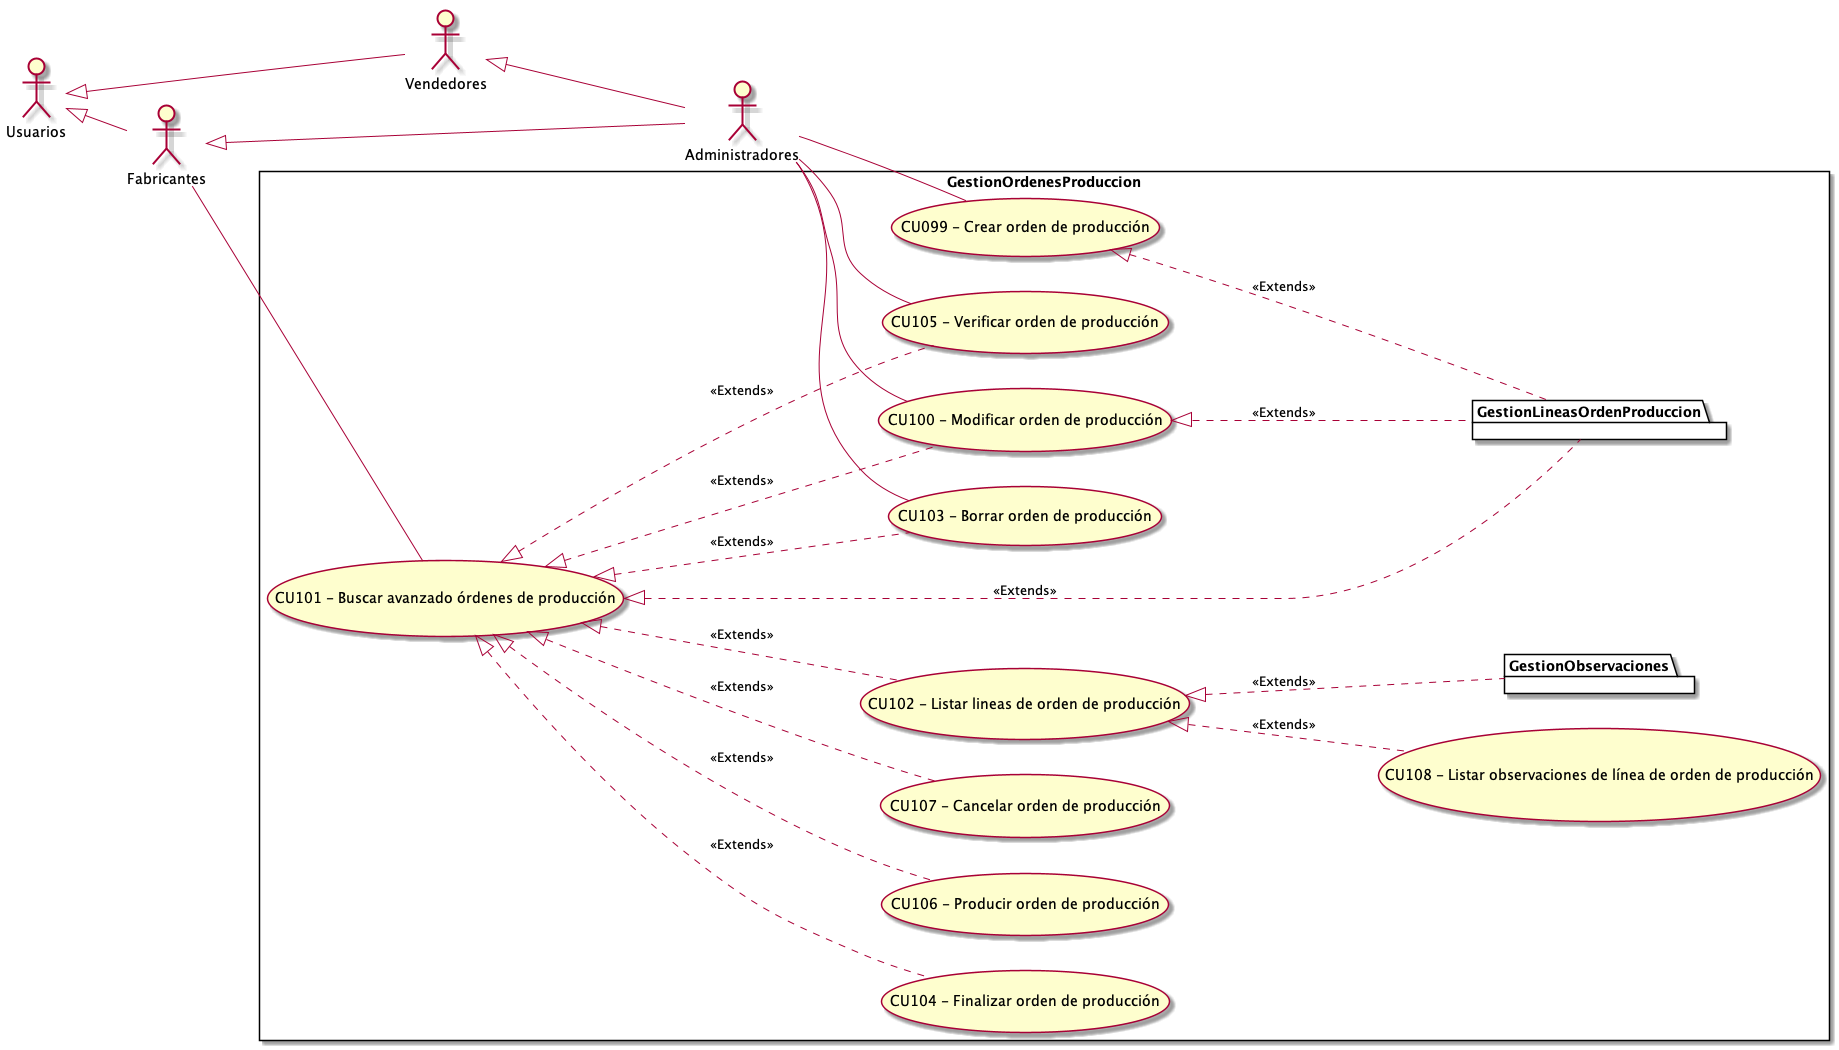 Vendedores
Usuarios
Administradores
Fabricantes
GestionOrdenesProduccion
CU099 - Crear orden de producción
«Extends»
CU105 - Verificar orden de producción
«Extends»
CU100 - Modificar orden de producción
«Extends»
GestionLineasOrdenProduccion
«Extends»
CU103 - Borrar orden de producción
«Extends»
CU101 - Buscar avanzado órdenes de producción
«Extends»
«Extends»
CU102 - Listar lineas de orden de producción
«Extends»
GestionObservaciones
«Extends»
CU108 - Listar observaciones de línea de orden de producción
«Extends»
CU107 - Cancelar orden de producción
«Extends»
CU106 - Producir orden de producción
«Extends»
CU104 - Finalizar orden de producción